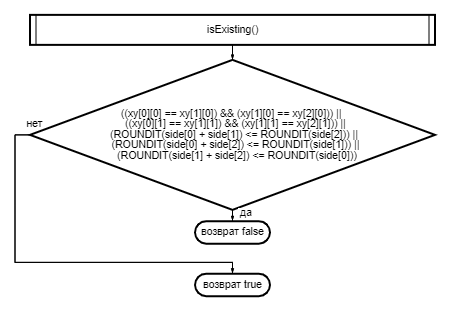 isExisting()
((xy[0][0] == xy[1][0]) && (xy[1][0] == xy[2][0])) ||
((xy[0][1] == xy[1][1]) && (xy[1][1] == xy[2][1])) ||
(ROUNDIT(side[0] + side[1]) <= ROUNDIT(side[2])) ||
(ROUNDIT(side[0] + side[2]) <= ROUNDIT(side[1])) ||
(ROUNDIT(side[1] + side[2]) <= ROUNDIT(side[0]))
нет
да
возврат false
возврат true